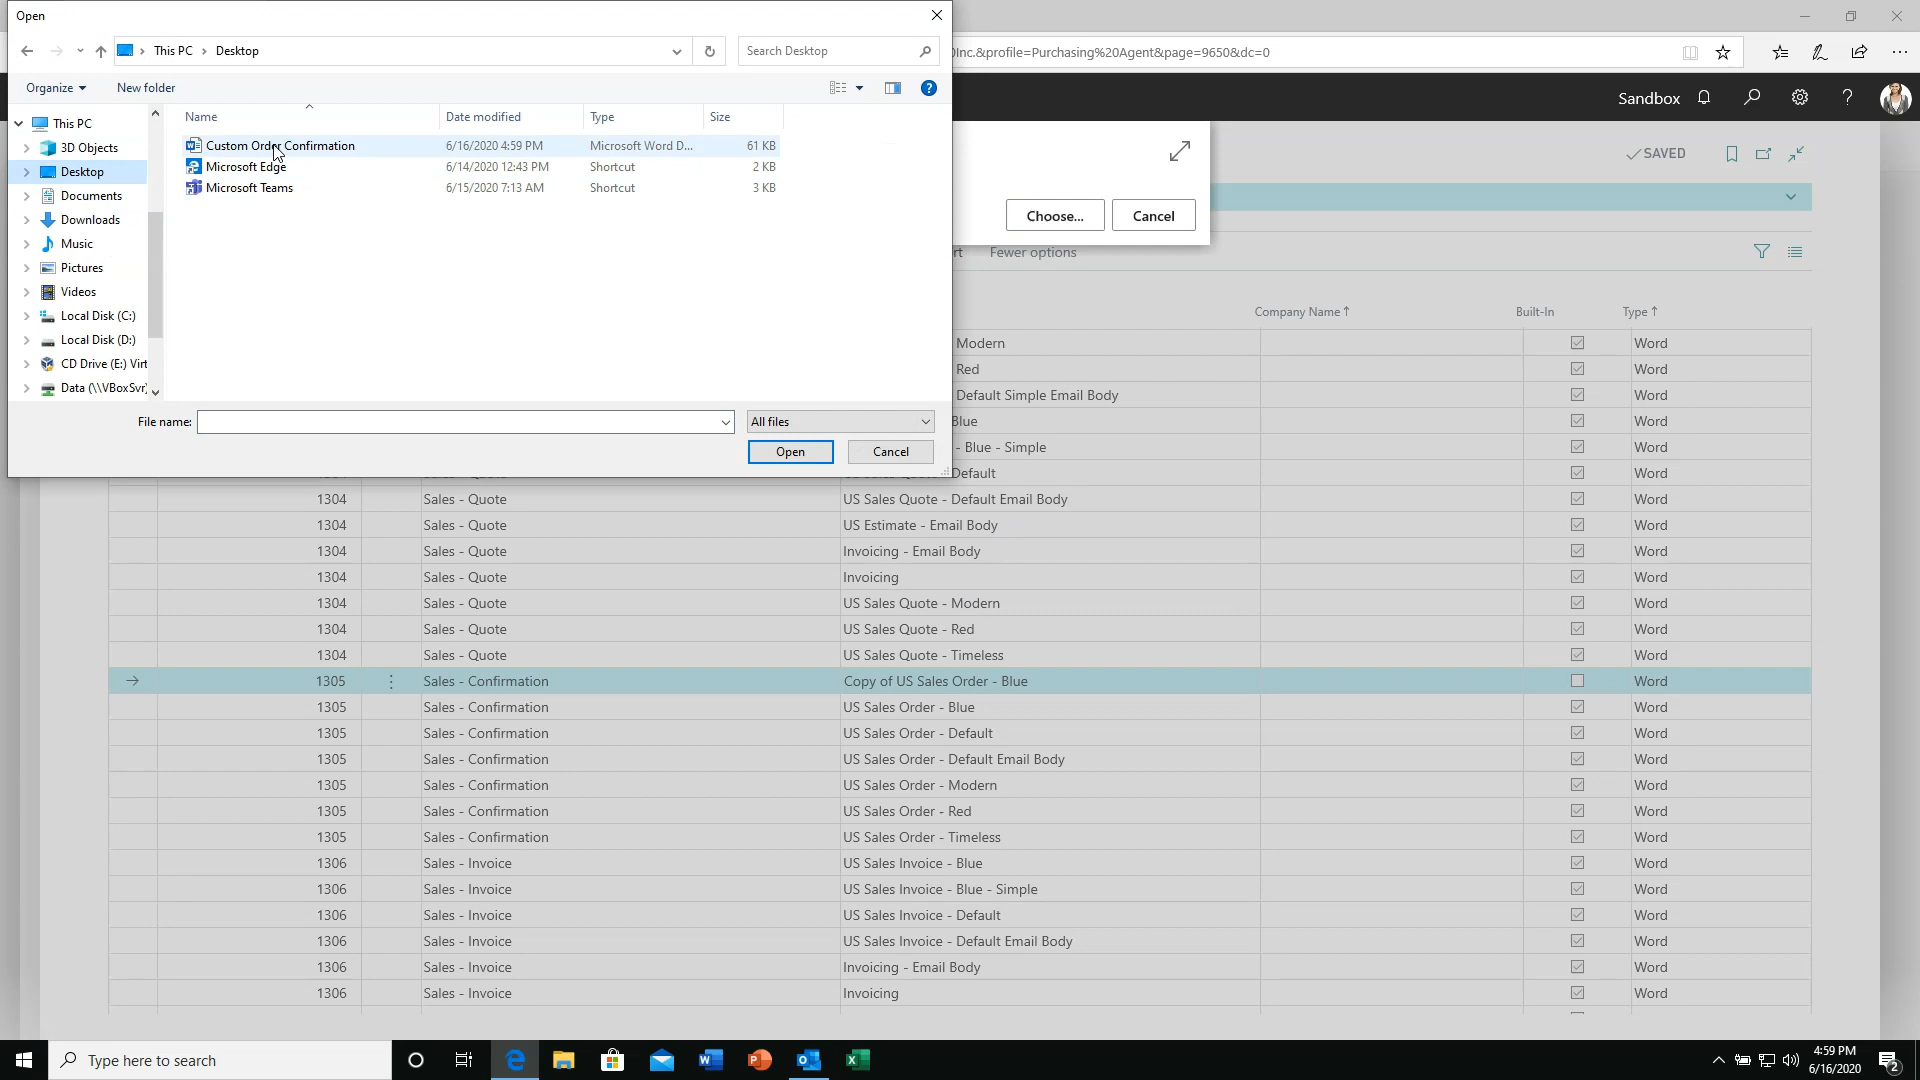 Open
This PC
Desktop
Search Desktop
Inc.&profile=Purchasing%20Agent&page=9650&dc=0
Organize
New folder
Sandbox
This PC
3D Objects
Desktop
Documents
Downloads
Music
Pictures
Videos
Local Disk (C:)
Local Disk (D:)
CD Drive (E:) Virt
Data (\\VBoxSvr)
Name Date modified Type Size
Custom Order Confirmation 6/16/2020 4:59 PM Microsoft Word D... 61 KB
Microsoft Edge 6/14/2020 12:43 PM Shortcut 2 KB
Microsoft Teams 6/15/2020 7:13 AM Shortcut 3 KB
File name:
All files
Open
Cancel
SAVED
Choose...
Cancel
rt
Fewer options
Company Name Built-In Type
Modern Word
Red Word
Default Simple Email Body Word
Blue Word
- Blue - Simple Word
Default Word
1304 Sales - Quote US Sales Quote - Default Email Body Word
1304 Sales - Quote US Estimate - Email Body Word
1304 Sales - Quote Invoicing - Email Body Word
1304 Sales - Quote Invoicing Word
1304 Sales - Quote US Sales Quote - Modern Word
1304 Sales - Quote US Sales Quote - Red Word
1304 Sales - Quote US Sales Quote - Timeless Word
1305 Sales - Confirmation Copy of US Sales Order - Blue Word
1305 Sales - Confirmation US Sales Order - Blue Word
1305 Sales - Confirmation US Sales Order - Default Word
1305 Sales - Confirmation US Sales Order - Default Email Body Word
1305 Sales - Confirmation US Sales Order - Modern Word
1305 Sales - Confirmation US Sales Order - Red Word
1305 Sales - Confirmation US Sales Order - Timeless Word
1306 Sales - Invoice US Sales Invoice - Blue Word
1306 Sales - Invoice US Sales Invoice - Blue - Simple Word
1306 Sales - Invoice US Sales Invoice - Default Word
1306 Sales - Invoice US Sales Invoice - Default Email Body Word
1306 Sales - Invoice Invoicing - Email Body Word
1306 Sales - Invoice Invoicing Word
Type here to search
4:59 PM
6/16/2020
2